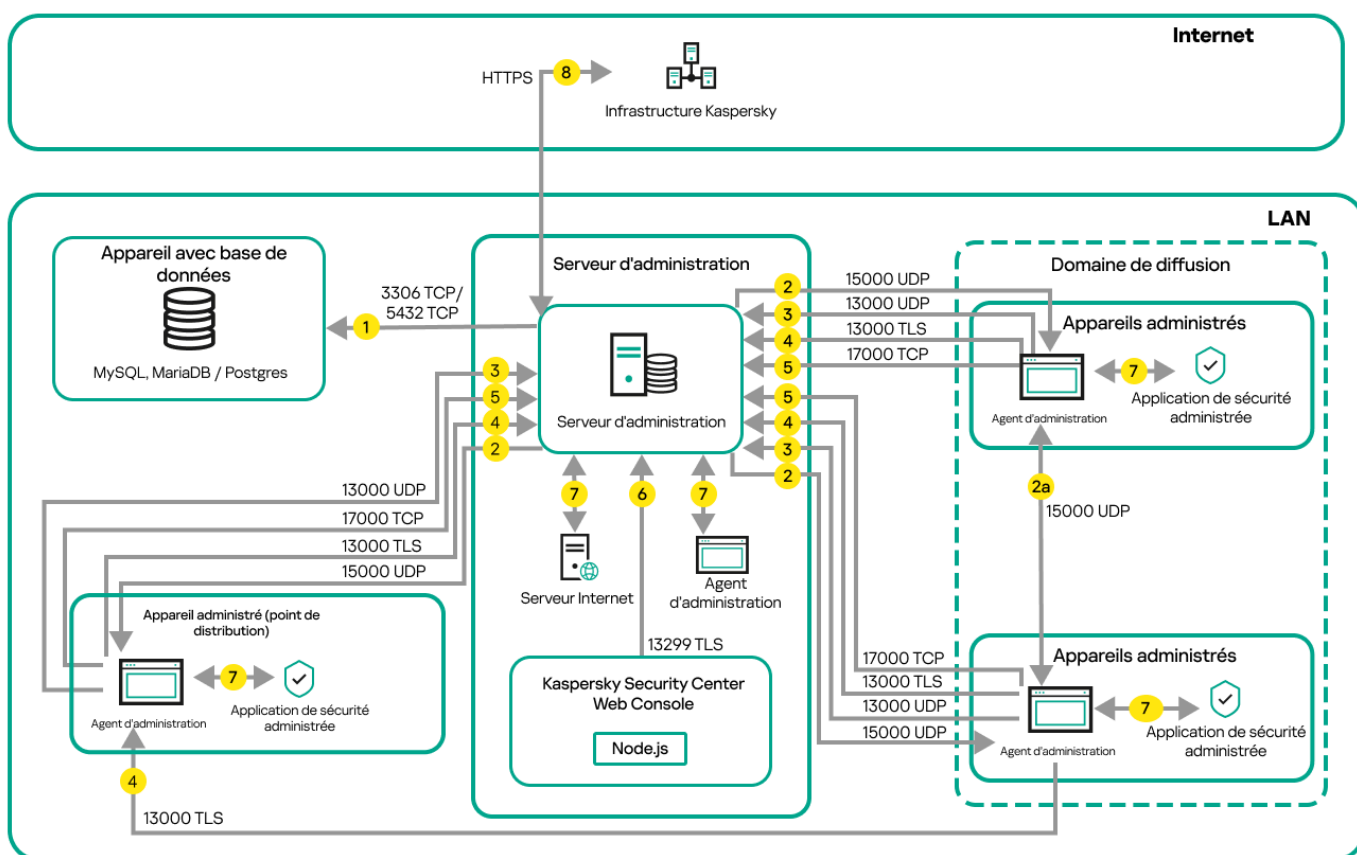 Internet
HTTPS
8
Infrastructure Kaspersky
LAN
Appareil avec base de
données
MySQL, MariaDB / Postgres
3306 TCP/
5432 TCP
1
Serveur d'administration
Serveur d'administration
3
5
4
2
13000 UDP
17000 TCP
13000 TLS
15000 UDP
2
15000 UDP
3
13000 UDP
4
13000 TLS
5
17000 TCP
5
4
3
2
7
6
7
Serveur Internet
Agent
d'administration
13299 TLS
Kaspersky Security Center
Web Console
Node.js
Domaine de diffusion
Appareils administrés
7
Agent d'administration
Application de sécurité
administrée
2a
15000 UDP
17000 TCP
13000 TLS
13000 UDP
15000 UDP
Appareils administrés
7
Agent d'administration
Application de sécurité
administrée
Appareil administré (point de
distribution)
7
Agent d'administration
Application de sécurité
administrée
4
13000 TLS